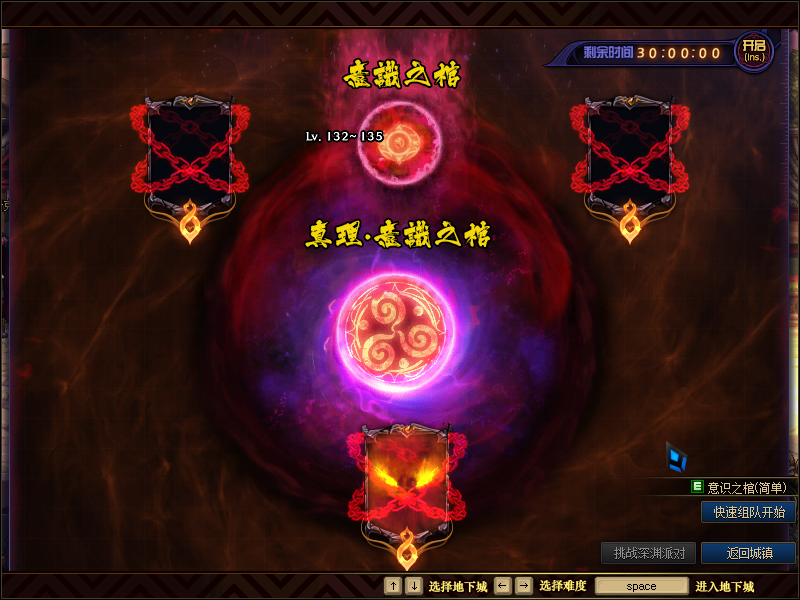 剩余时间 30:00:00
开启
(Ins.)
意識之棺
Lv. 132~135
真理·意識之棺
E 意识之棺(简单)
快速组队开始
挑战深渊派对
返回城镇
↑ ↓ 选择地下城 ← → 选择难度 space 进入地下城